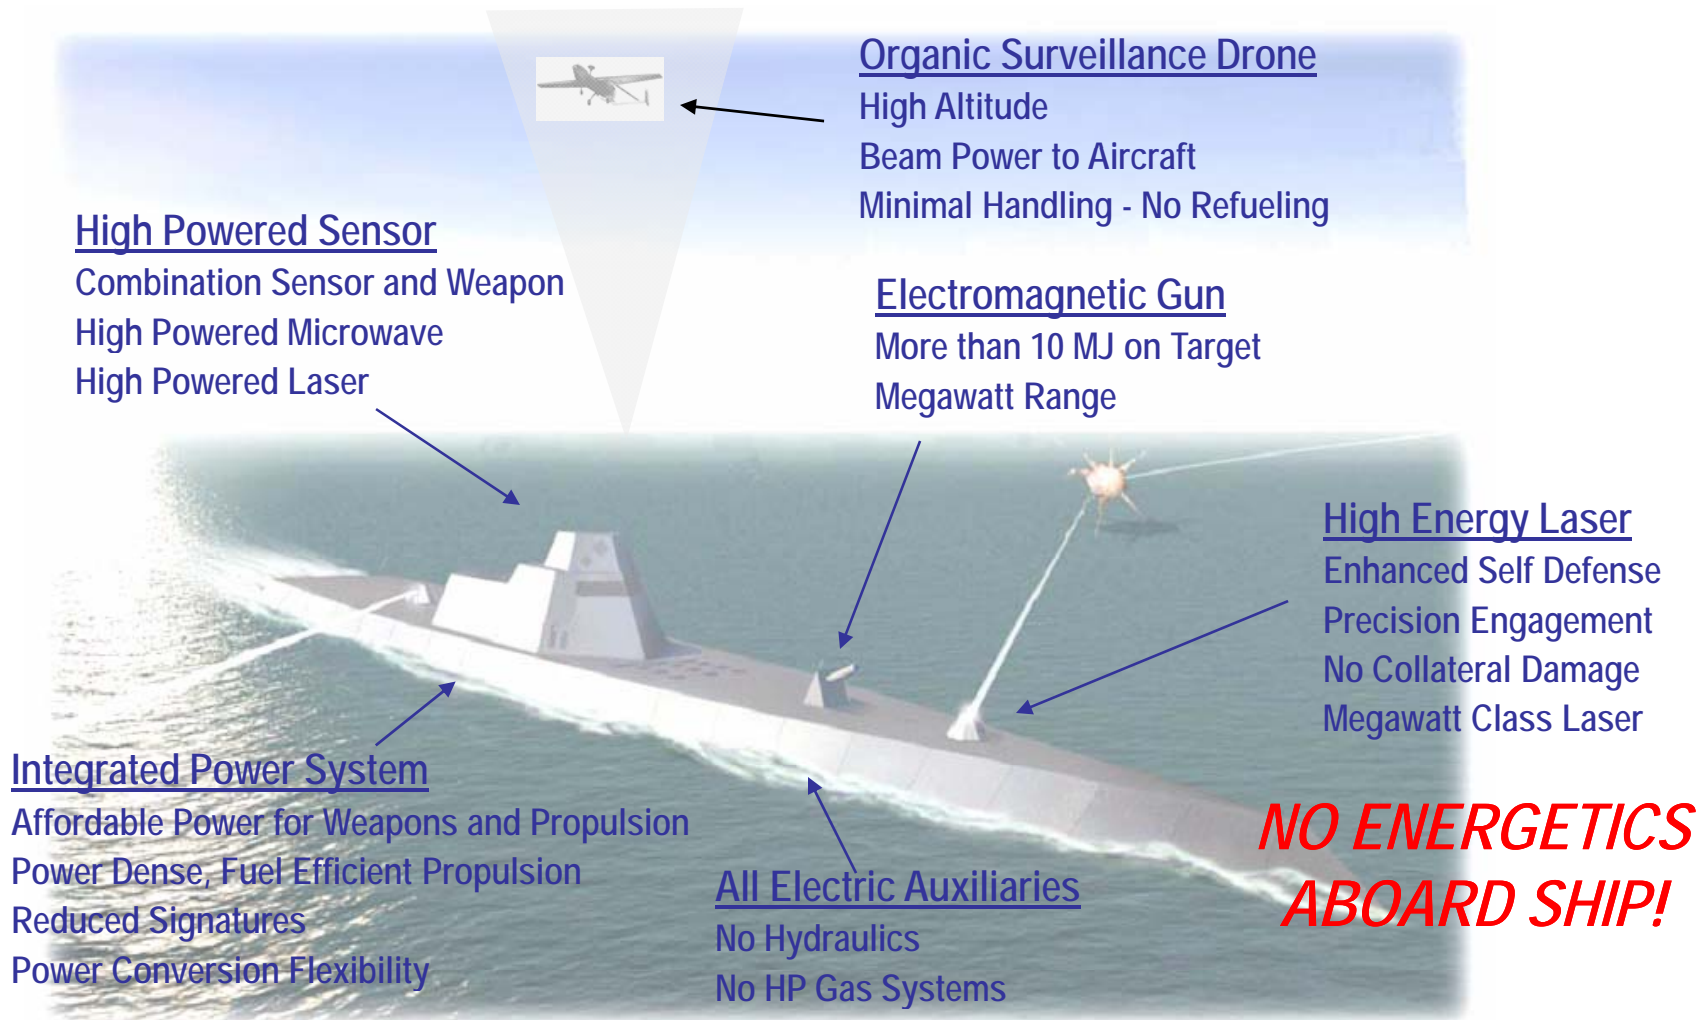 Organic Surveillance Drone
High Altitude
Beam Power to Aircraft
Minimal Handling - No Refueling
High Powered Sensor
Combination Sensor and Weapon
High Powered Microwave
High Powered Laser
Electromagnetic Gun
More than 10 MJ on Target
Megawatt Range
High Energy Laser
Enhanced Self Defense
Precision Engagement
No Collateral Damage
Megawatt Class Laser
Integrated Power System
Affordable Power for Weapons and Propulsion
Power Dense, Fuel Efficient Propulsion
Reduced Signatures
Power Conversion Flexibility
All Electric Auxiliaries
No Hydraulics
No HP Gas Systems
NO ENERGETICS
ABOARD SHIP!